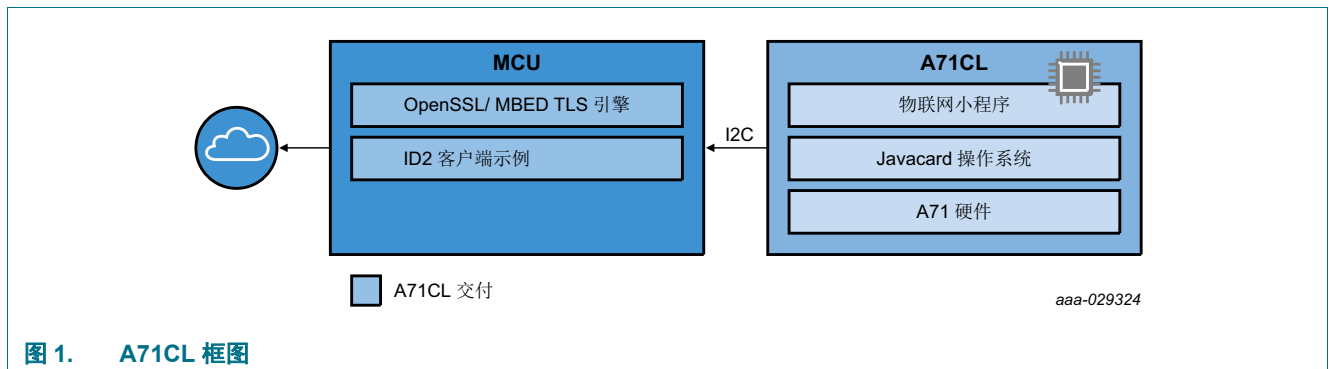 MCU
OpenSSL/ MBED TLS 引擎
ID2 客户端示例
I2C
A71CL
物联网小程序
Javacard 操作系统
A71 硬件
A71CL 交付
aaa-029324
图 1. A71CL 框图